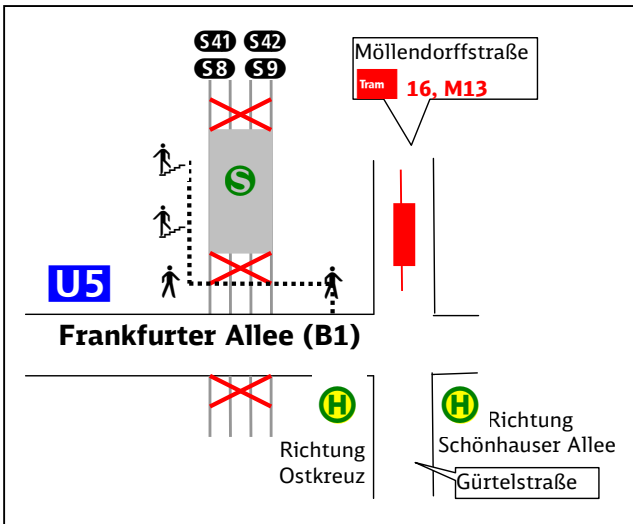 S41 S42
S8 S9
Möllendorffstraße
Tram 16, M13
S
U5
Frankfurter Allee (B1)
H H
Richtung
Ostkreuz
Richtung
Schönhauser Allee
Gürtelstraße